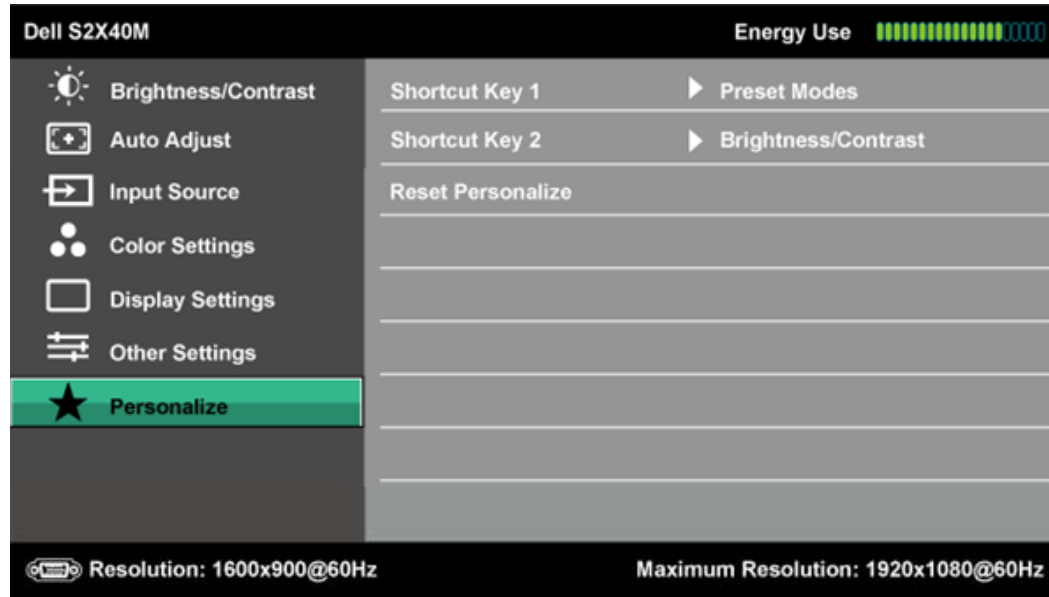 Dell S2X40M Energy Use
Brightness/Contrast Shortcut Key 1 Preset Modes
Auto Adjust Shortcut Key 2 Brightness/Contrast
Input Source Reset Personalize
Color Settings
Display Settings
Other Settings
Personalize
Resolution: 1600x900@60Hz Maximum Resolution: 1920x1080@60Hz